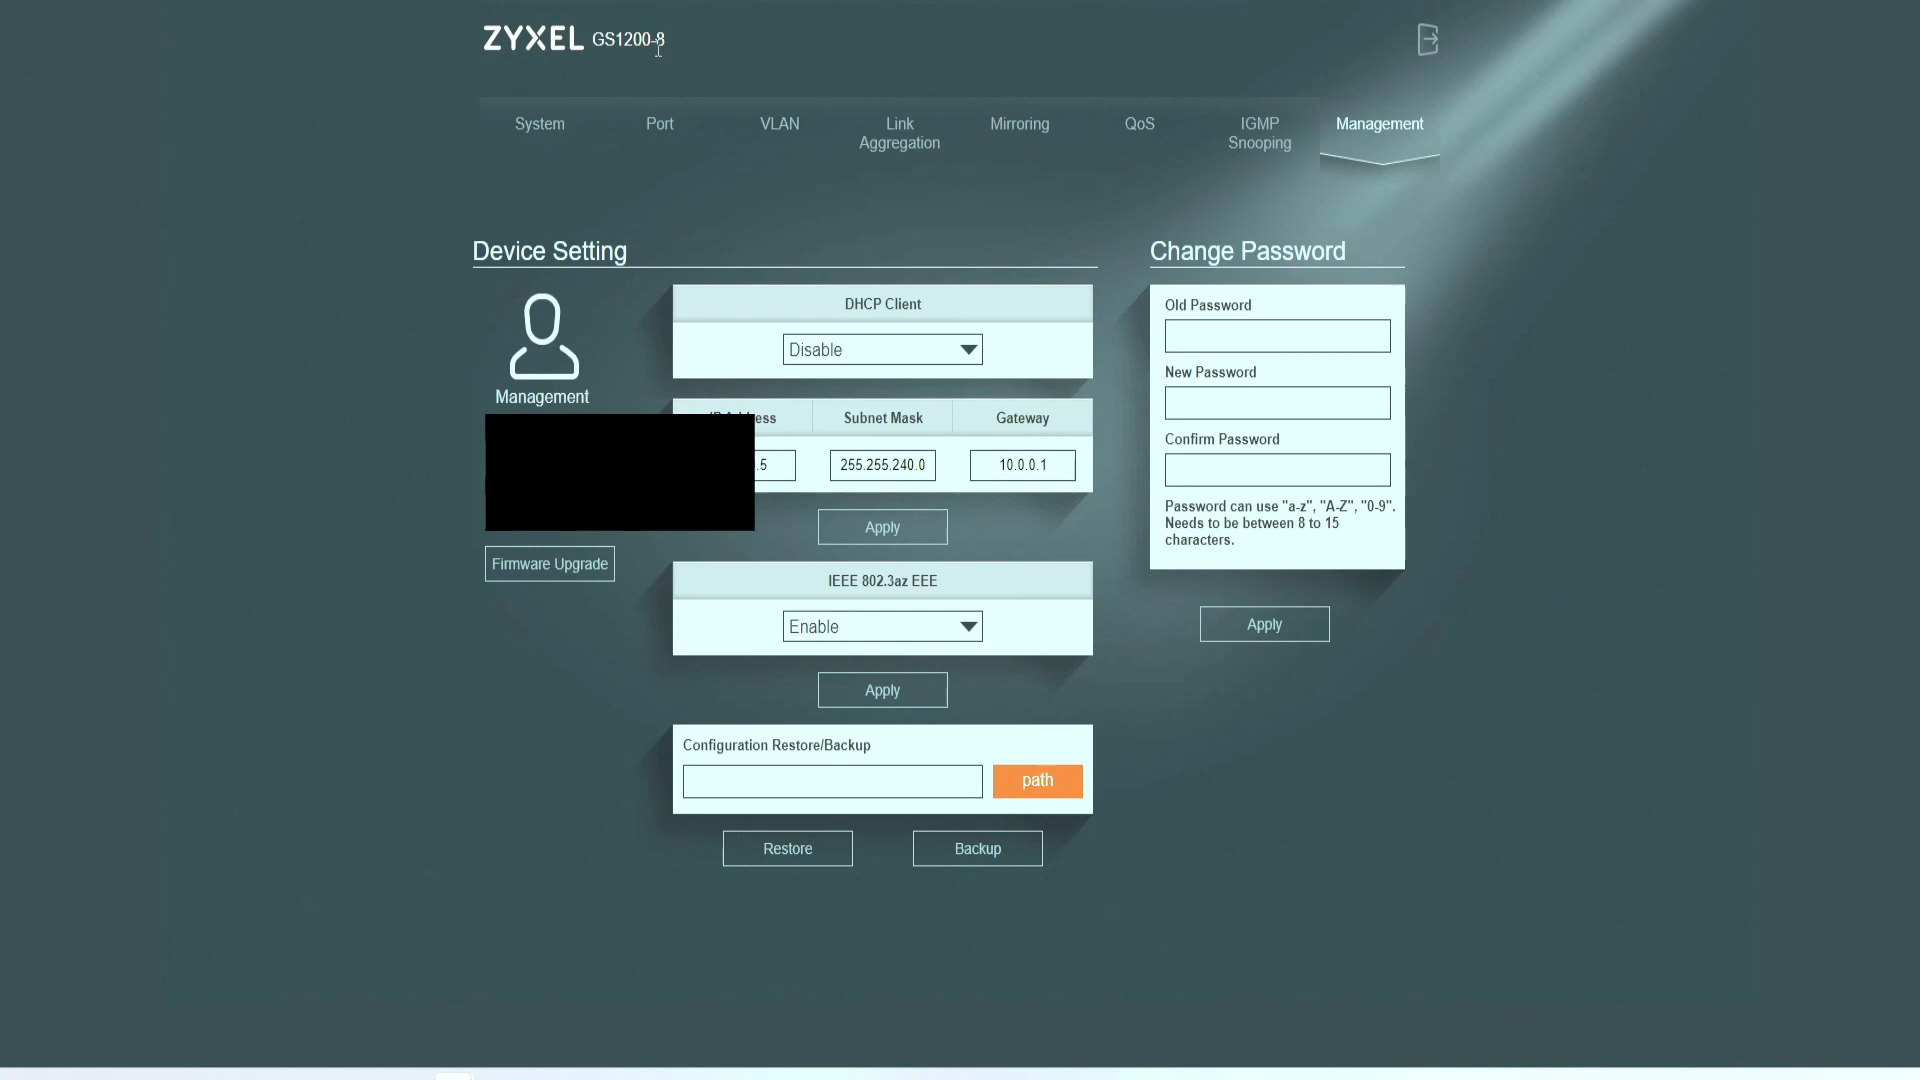 ZYXEL GS1200-8
System
Port
VLAN
Link
Aggregation
Mirroring
QoS
IGMP
Snooping
Management
Device Setting
Management
Firmware Upgrade
DHCP Client
Disable
Subnet Mask
Gateway
.5
255.255.240.0
10.0.0.1
Apply
IEEE 802.3az EEE
Enable
Apply
Configuration Restore/Backup
path
Restore
Backup
Change Password
Old Password
New Password
Confirm Password
Password can use "a-z", "A-Z", "0-9".
Needs to be between 8 to 15
characters.
Apply